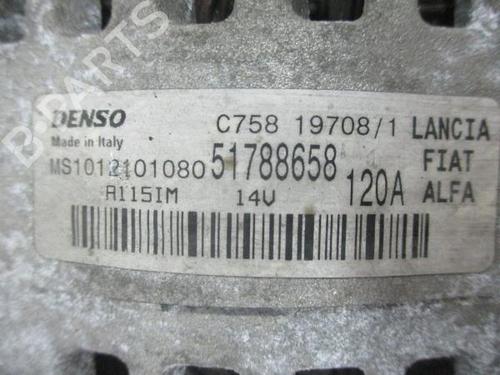 B-PARTS
DENSO
C758 19708/1 LANCIA
Made in Italy
MS1012101080 51788658 FIAT
A115IM 14V 120A ALFA